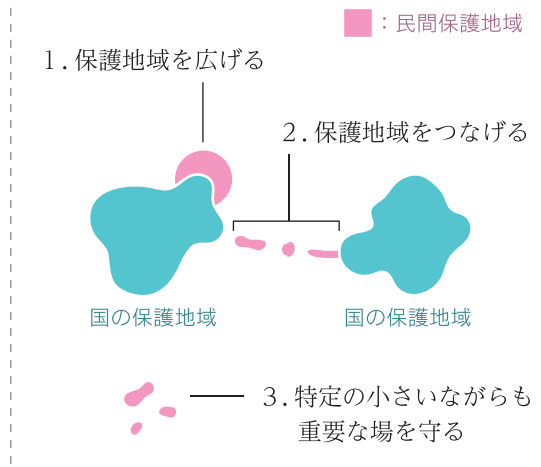 ：民間保護地域
1．保護地域を広げる
2．保護地域をつなげる
国の保護地域
国の保護地域
3．特定の小さいながらも
重要な場を守る